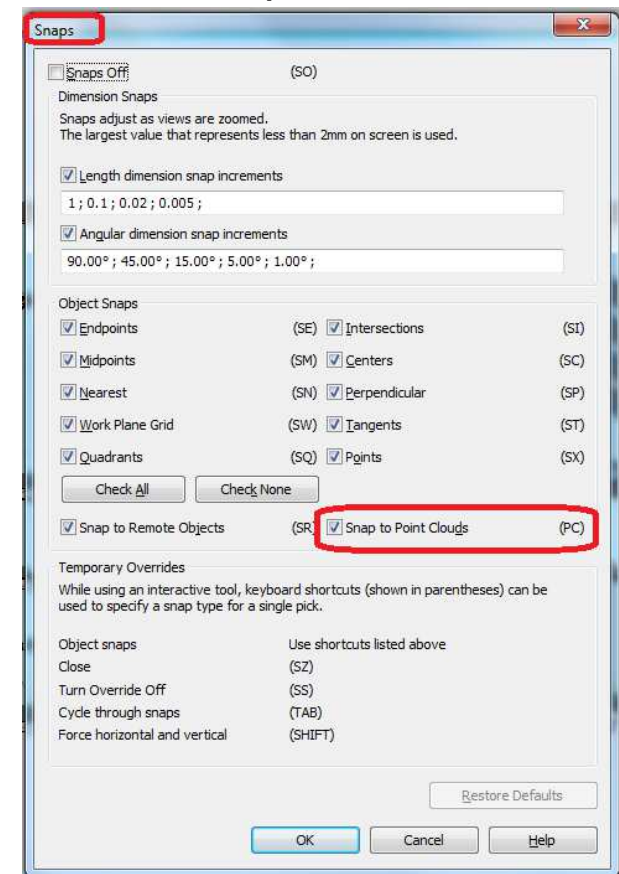 Snaps
Snaps Off (SO)
Dimension Snaps
Snaps adjust as views are zoomed.
The largest value that represents less than 2mm on screen is used.
Length dimension snap increments
1 ; 0.1 ; 0.02 ; 0.005 ;
Angular dimension snap increments
90.00° ; 45.00° ; 15.00° ; 5.00° ; 1.00° ;
Object Snaps
Endpoints (SE) Intersections (SI)
Midpoints (SM) Centers (SC)
Nearest (SN) Perpendicular (SP)
Work Plane Grid (SW) Tangents (ST)
Quadrants (SQ) Points (SX)
Check All Check None
Snap to Remote Objects (SR) Snap to Point Clouds (PC)
Temporary Overrides
While using an interactive tool, keyboard shortcuts (shown in parentheses) can be
used to specify a snap type for a single pick.
Object snaps Use shortcuts listed above
Close (SZ)
Turn Override Off (SS)
Cycle through snaps (TAB)
Force horizontal and vertical (SHIFT)
Restore Defaults
OK Cancel Help